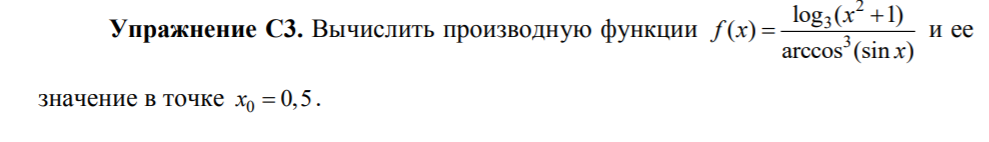 Упражнение С3. Вычислить производную функции f(x) = log₃(x² +1) / arccos³(sin x) и ее
значение в точке x₀ = 0,5.